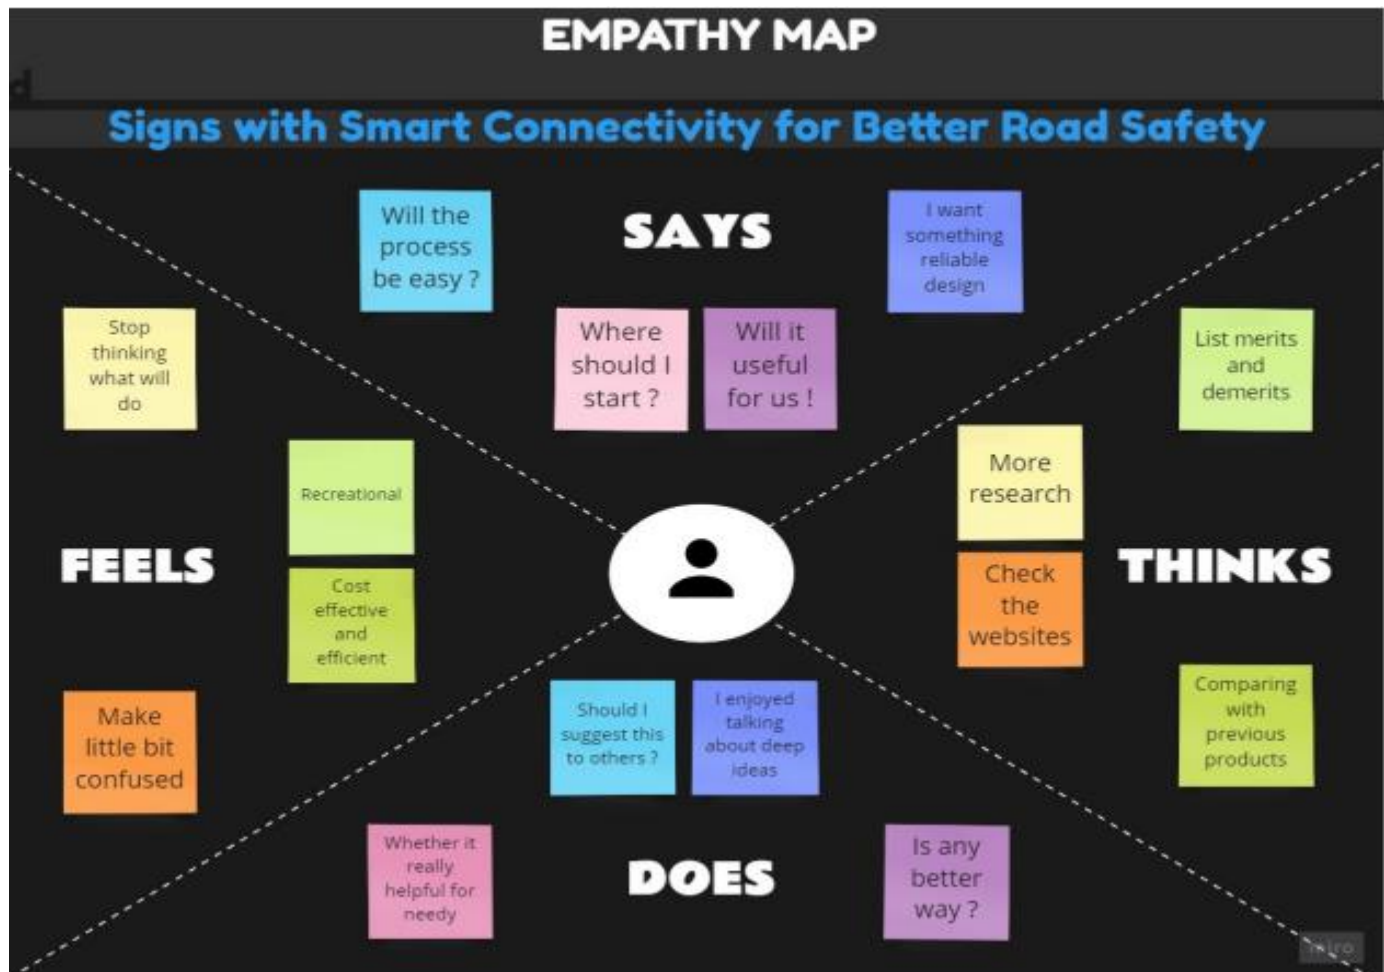 EMPATHY MAP
d
Signs with Smart Connectivity for Better Road Safety
SAYS
Will the
process
be easy ?
I want
something
reliable
design
Where
should I
start ?
Will it
useful
for us !
Stop
thinking
what will
do
Recreational
FEELS
Cost
effective
and
efficient
Make
little bit
confused
List merits
and
demerits
More
research
THINKS
Check
the
websites
Comparing
with
previous
products
Should I
suggest this
to others ?
I enjoyed
talking
about deep
ideas
Whether it
really
helpful for
needy
DOES
Is any
better
way ?
miro